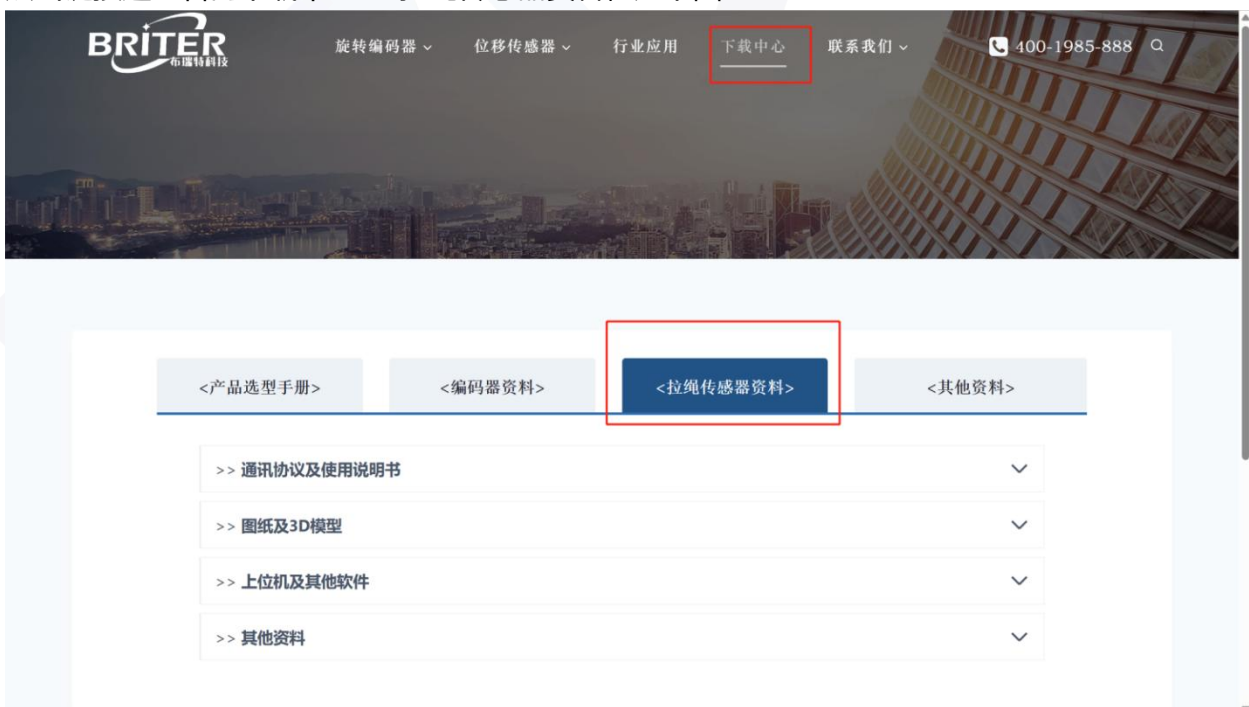 BRITER
布瑞特科技
旋转编码器
位移传感器
行业应用
下载中心
联系我们
400-1985-888
<产品选型手册>
<编码器资料>
<拉绳传感器资料>
<其他资料>
>> 通讯协议及使用说明书
>> 图纸及3D模型
>> 上位机及其他软件
>> 其他资料